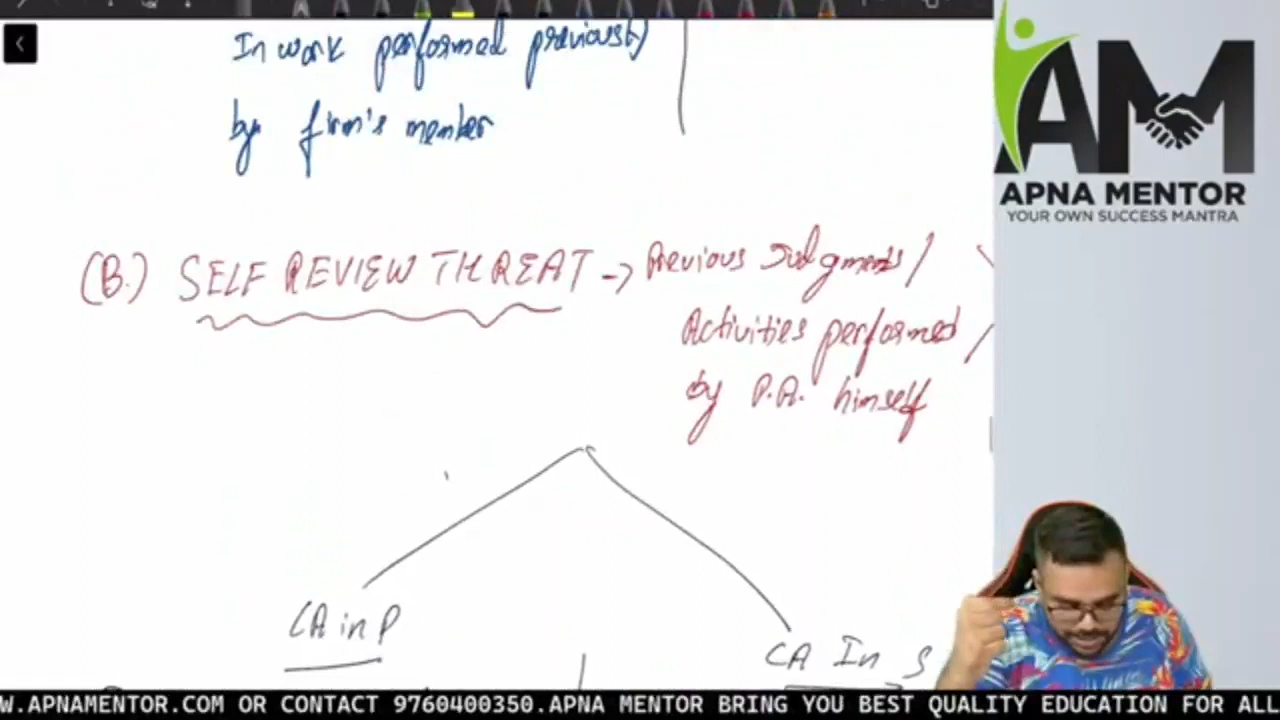 In work performed previously
by firm's member
(B.) SELF REVIEW THREAT -> Previous Judgments/
Activities performed/
by P.A. himself
CA in P
CA In S
AM
APNA MENTOR
YOUR OWN SUCCESS MANTRA
W.APNAMENTOR.COM OR CONTACT 9760400350.APNA MENTOR BRING YOU BEST QUALITY EDUCATION FOR ALL